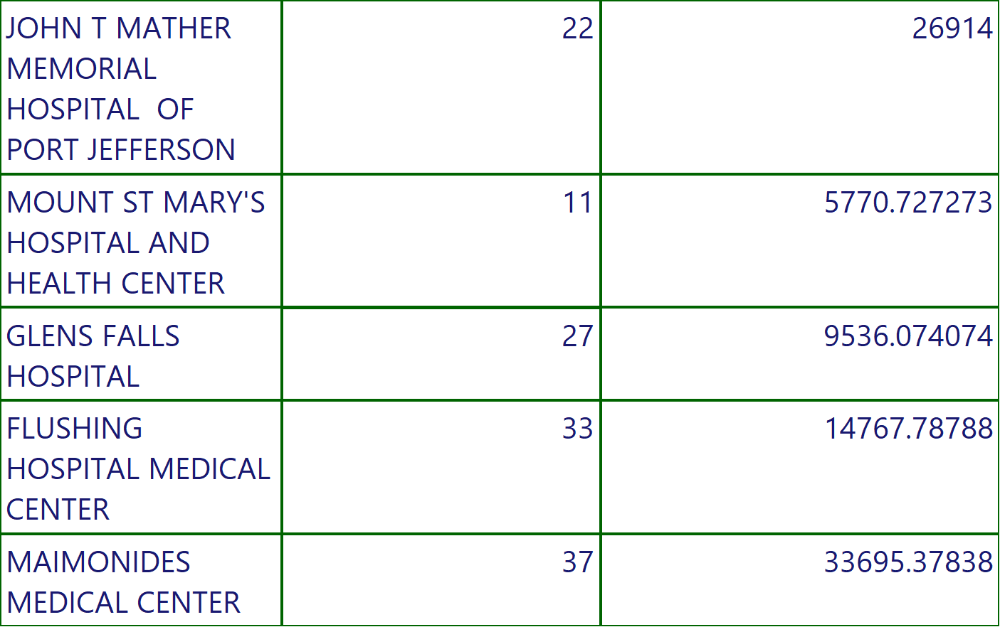 JOHN T MATHER 22 26914
MEMORIAL
HOSPITAL  OF
PORT JEFFERSON
MOUNT ST MARY'S 11 5770.727273
HOSPITAL AND
HEALTH CENTER
GLENS FALLS 27 9536.074074
HOSPITAL
FLUSHING 33 14767.78788
HOSPITAL MEDICAL
CENTER
MAIMONIDES 37 33695.37838
MEDICAL CENTER